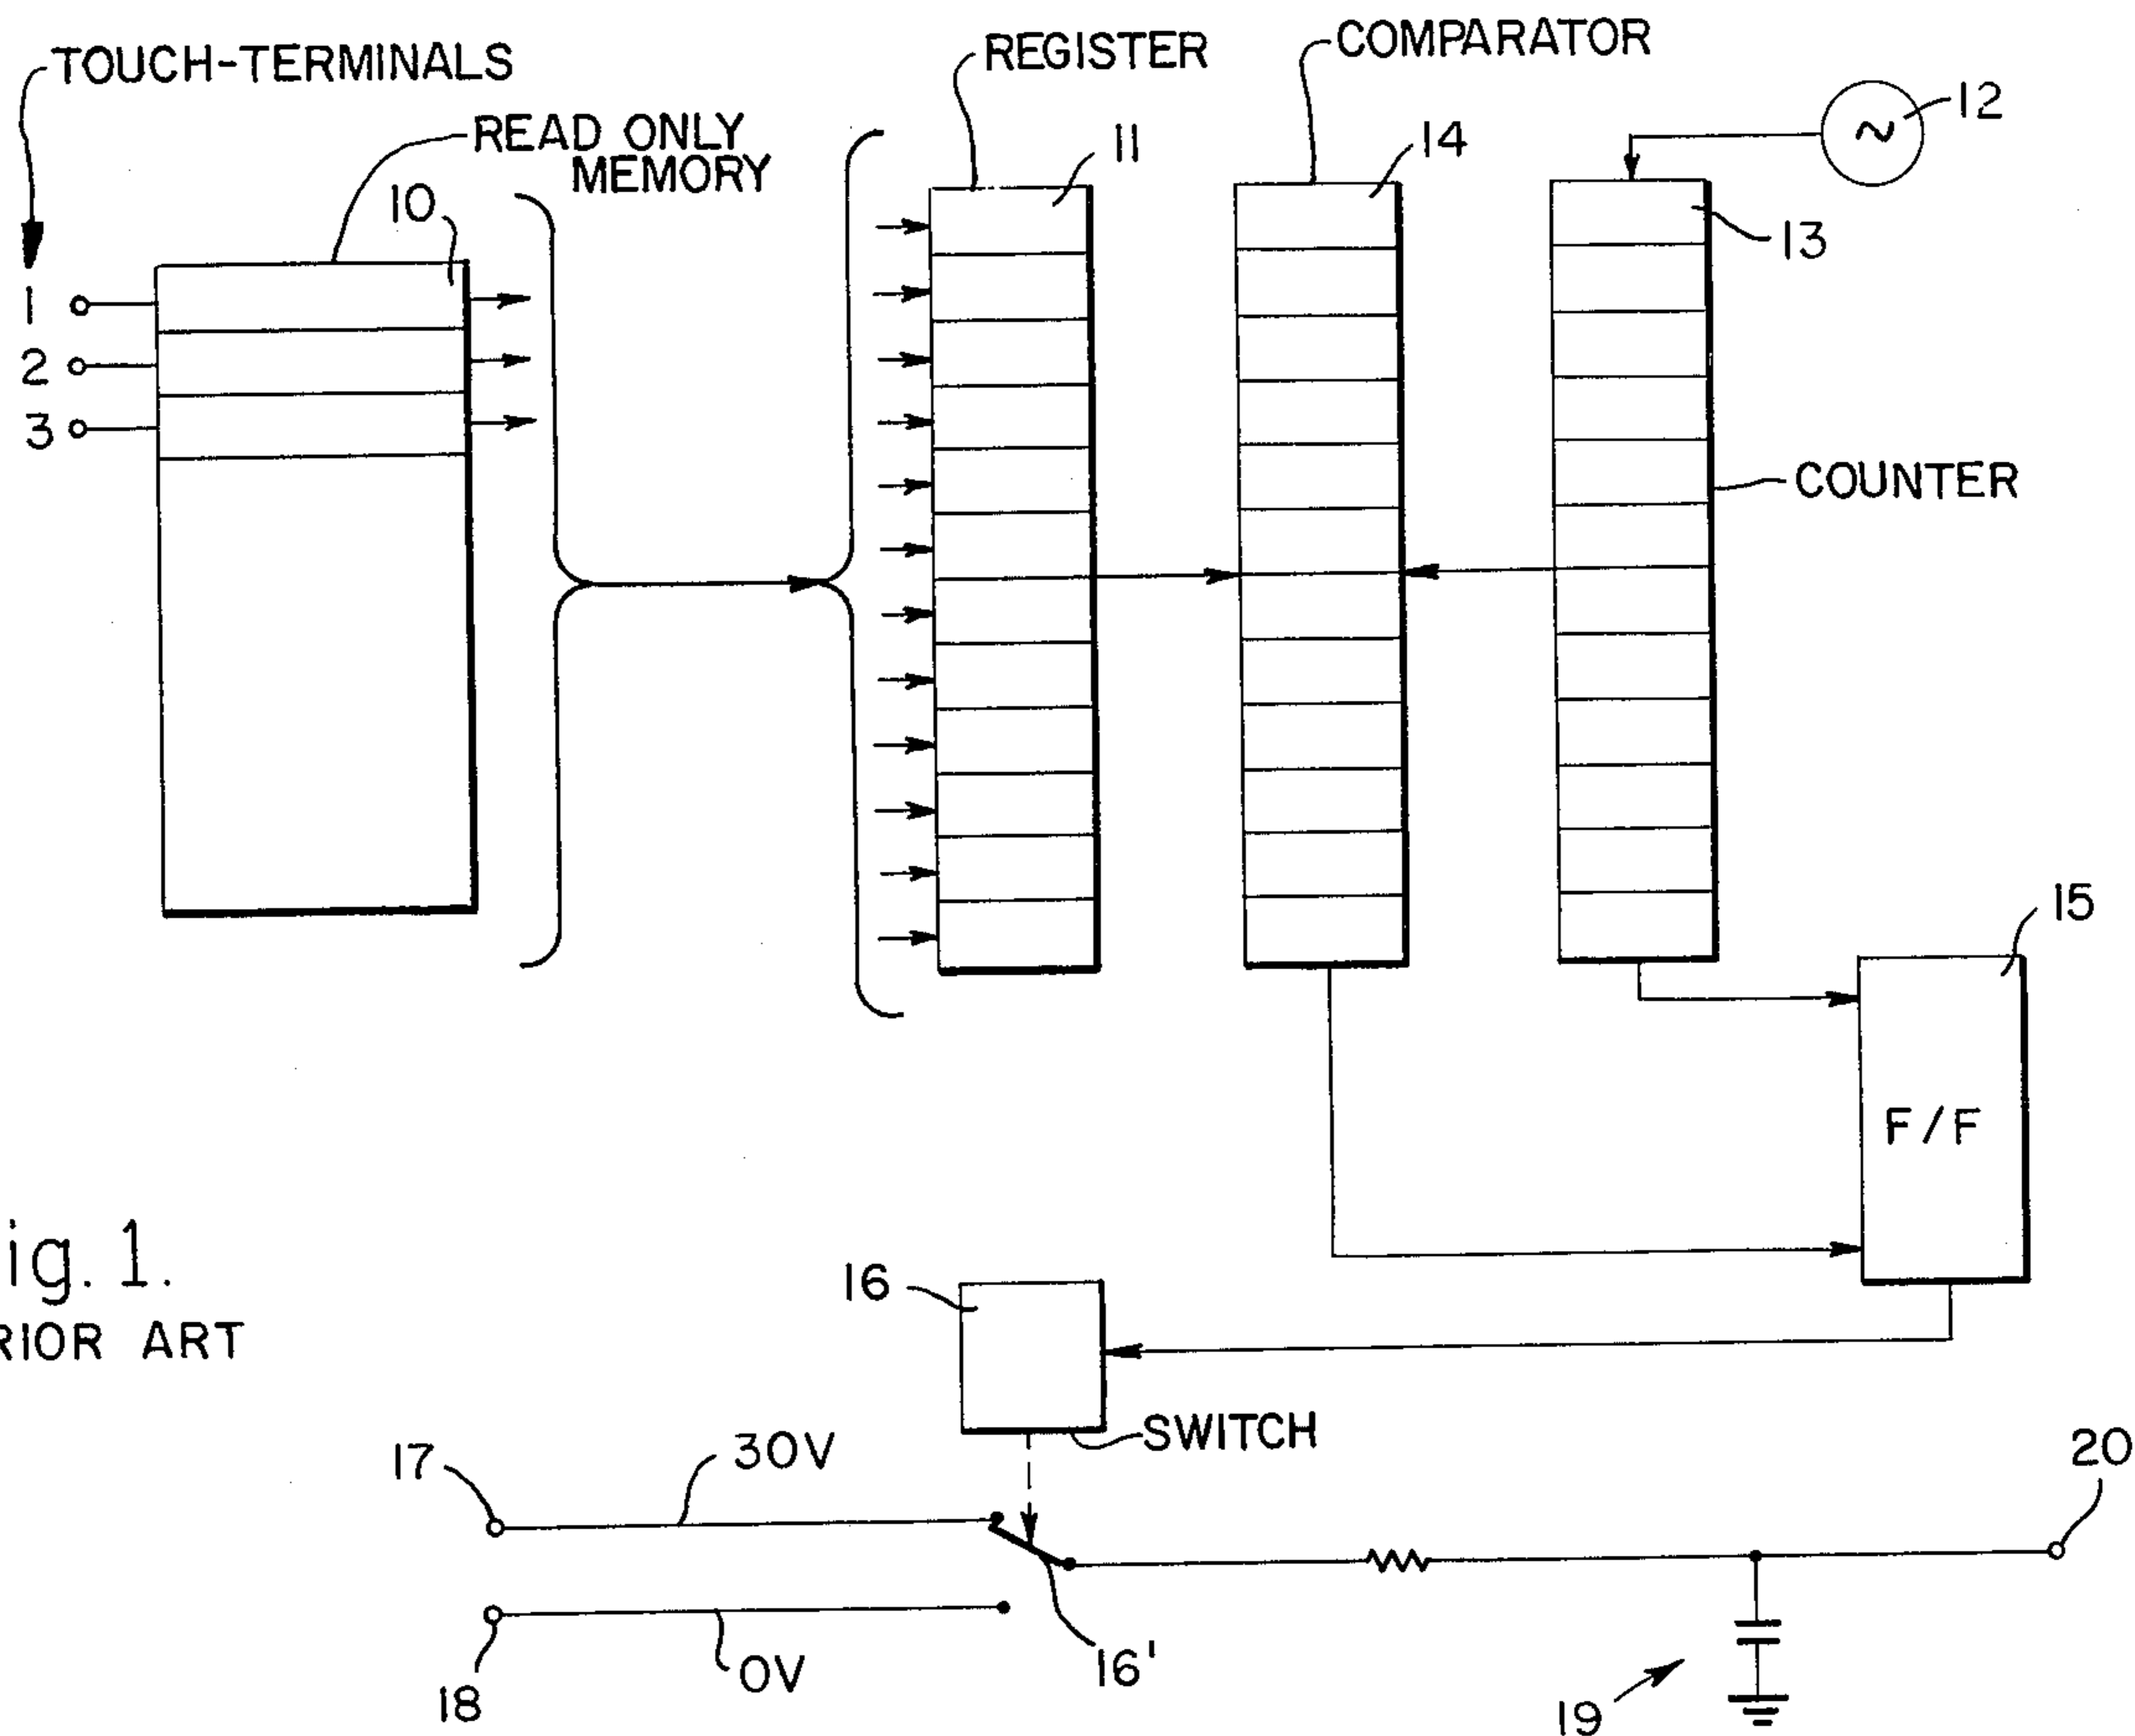 TOUCH-TERMINALS
REGISTER
COMPARATOR
READ ONLY
MEMORY
10
11
14
12
13
1
2
3
COUNTER
15
F/F
ig. 1.
RIOR ART
16
SWITCH
17
30V
20
18
0V
16'
19